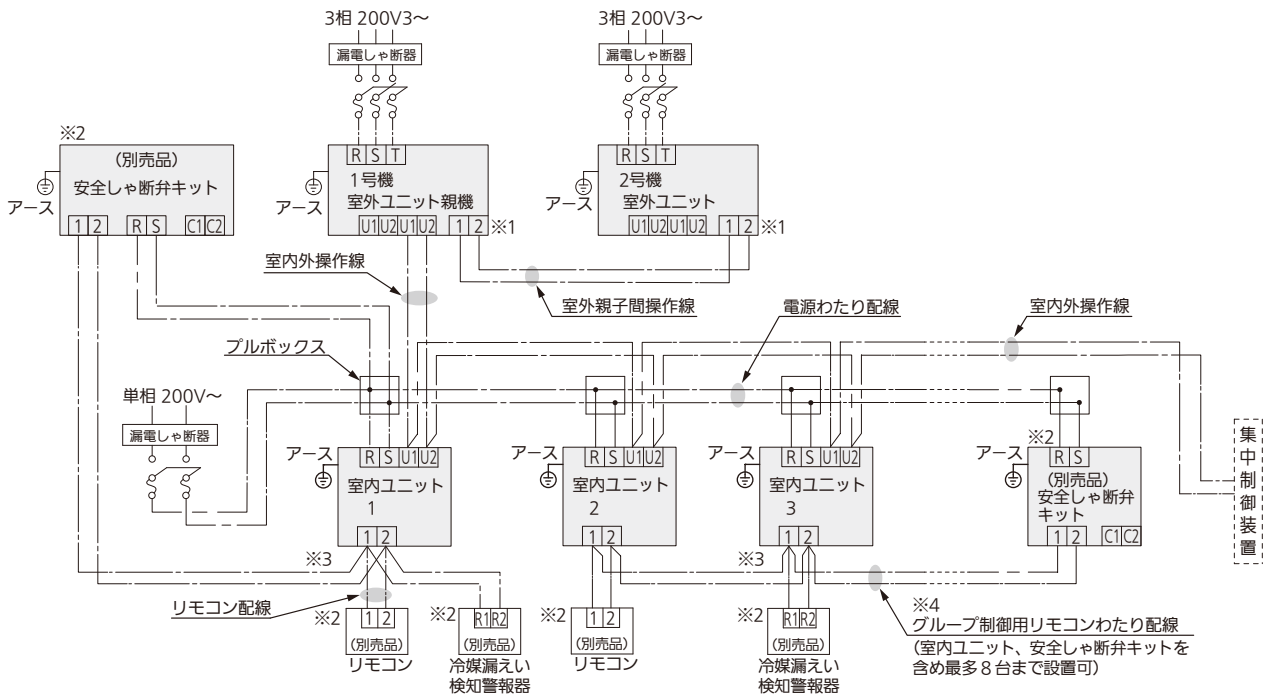 3相 200V3～
3相 200V3～
漏電しゃ断器
漏電しゃ断器
※2
(別売品)
安全しゃ断弁キット
アース
1 2 R S C1 C2
R S T
1号機
室外ユニット親機
アース
U1 U2 U1 U2 1 2 ※1
R S T
2号機
室外ユニット
アース
U1 U2 U1 U2 1 2 ※1
室内外操作線
室外親子間操作線
電源わたり配線
室内外操作線
プルボックス
単相 200V～
漏電しゃ断器
アース
R S U1 U2
室内ユニット
1
1 2
※3
アース
R S U1 U2
室内ユニット
2
1 2
アース
R S U1 U2
室内ユニット
3
1 2
※2
アース
R S
(別売品)
安全しゃ断弁
キット
1 2 C1 C2
集中制御装置
リモコン配線
※2
1 2
(別売品)
リモコン
※2
R1 R2
(別売品)
冷媒漏えい
検知警報器
※2
1 2
(別売品)
リモコン
※2
R1 R2
(別売品)
冷媒漏えい
検知警報器
※4
グループ制御用リモコンわたり配線
(室内ユニット、安全しゃ断弁キットを
含め最多8台まで設置可)